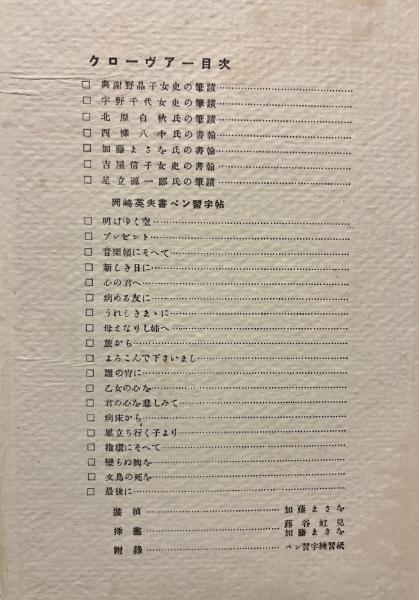 クローヴアー目次
□ 與謝野晶子女史の筆蹟
□ 宇野千代女史の筆蹟
□ 北原白秋氏の筆蹟
□ 西條八十氏の書翰
□ 加藤まさを氏の書翰
□ 吉屋信子女史の書翰
□ 足立源一郎氏の筆蹟
岡崎英夫書ペン習字帖
□ 明けゆく空
□ プレゼント
□ 音樂帳にそへて
□ 新しき日に
□ 心の君へ
□ 病める友に
□ うれしきまゝに
□ 母となりし姉へ
□ 旅から
□ よろこんで下さいまし
□ 誰の宵に
□ 乙女の心を
□ 君の心を悲しみて
□ 病床から
□ 巣立ち行く子より
□ 指環にそへて
□ 變らぬ胸を
□ 文鳥の死を
□ 最後に
裝幀 加藤まさを
挿畫 蕗谷虹兒
加藤まさを
附錄 ペン習字練習紙